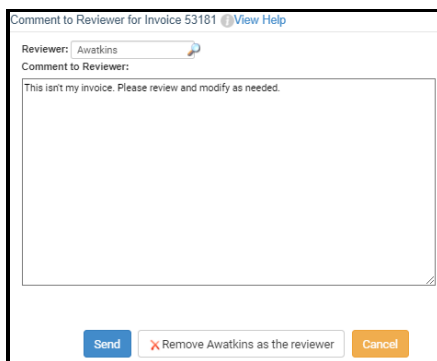 Comment to Reviewer for Invoice 53181 View Help
Reviewer: Awatkins
Comment to Reviewer:
This isn't my invoice. Please review and modify as needed.
Send Remove Awatkins as the reviewer Cancel